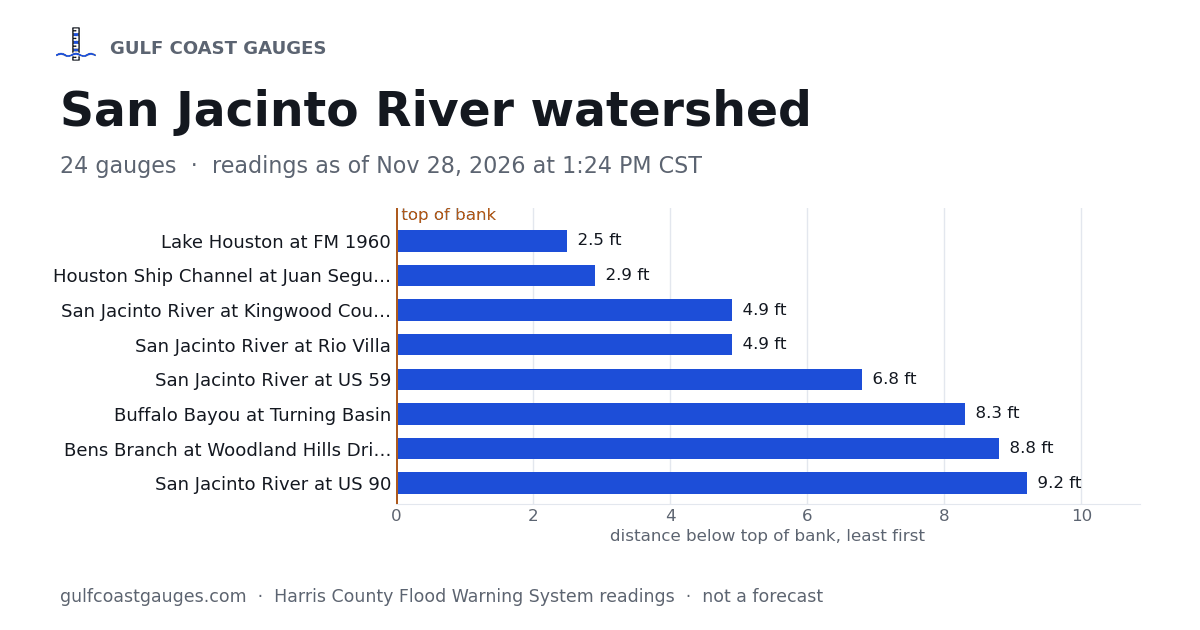 GULF COAST GAUGES
San Jacinto River watershed
24 gauges · readings as of Nov 28, 2026 at 1:24 PM CST
top of bank
Lake Houston at FM 1960 2.5 ft
Houston Ship Channel at Juan Segu... 2.9 ft
San Jacinto River at Kingwood Cou... 4.9 ft
San Jacinto River at Rio Villa 4.9 ft
San Jacinto River at US 59 6.8 ft
Buffalo Bayou at Turning Basin 8.3 ft
Bens Branch at Woodland Hills Dri... 8.8 ft
San Jacinto River at US 90 9.2 ft
0 2 4 6 8 10
distance below top of bank, least first
gulfcoastgauges.com · Harris County Flood Warning System readings · not a forecast